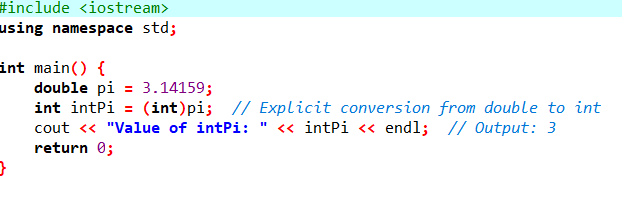 #include <iostream>
using namespace std;
int main() {
double pi = 3.14159;
int intPi = (int)pi;  // Explicit conversion from double to int
cout << "Value of intPi: " << intPi << endl;  // Output: 3
return 0;
}